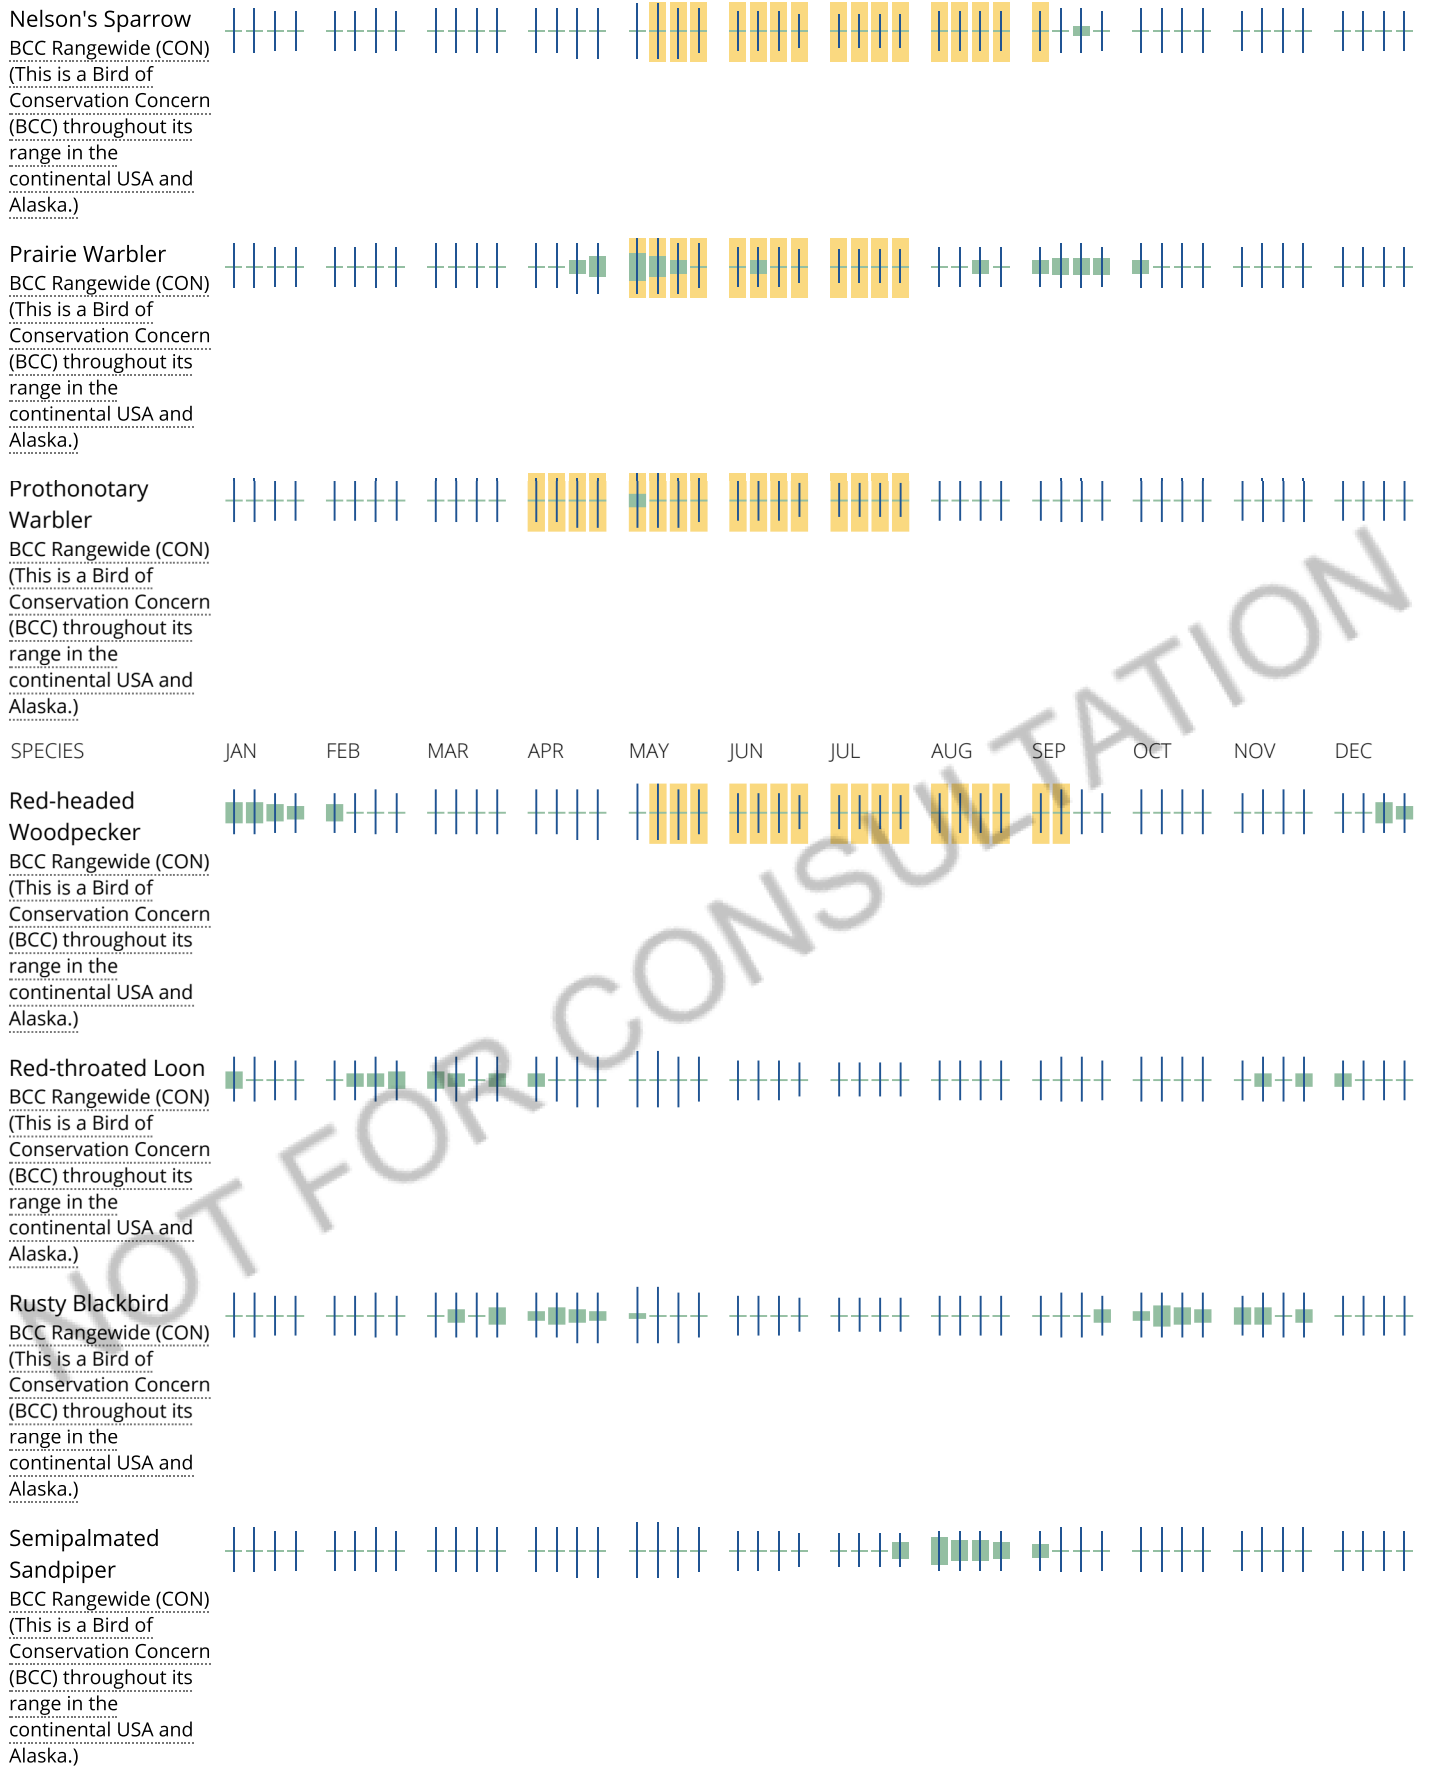 Nelson's Sparrow
BCC Rangewide (CON)
(This is a Bird of
Conservation Concern
(BCC) throughout its
range in the
continental USA and
Alaska.)
Prairie Warbler
BCC Rangewide (CON)
(This is a Bird of
Conservation Concern
(BCC) throughout its
range in the
continental USA and
Alaska.)
Prothonotary
Warbler
BCC Rangewide (CON)
(This is a Bird of
Conservation Concern
(BCC) throughout its
range in the
continental USA and
Alaska.)
SPECIES JAN FEB MAR APR MAY JUN JUL AUG SEP OCT NOV DEC
Red-headed
Woodpecker
BCC Rangewide (CON)
(This is a Bird of
Conservation Concern
(BCC) throughout its
range in the
continental USA and
Alaska.)
Red-throated Loon
BCC Rangewide (CON)
(This is a Bird of
Conservation Concern
(BCC) throughout its
range in the
continental USA and
Alaska.)
Rusty Blackbird
BCC Rangewide (CON)
(This is a Bird of
Conservation Concern
(BCC) throughout its
range in the
continental USA and
Alaska.)
Semipalmated
Sandpiper
BCC Rangewide (CON)
(This is a Bird of
Conservation Concern
(BCC) throughout its
range in the
continental USA and
Alaska.)
NOT FOR CONSULTATION